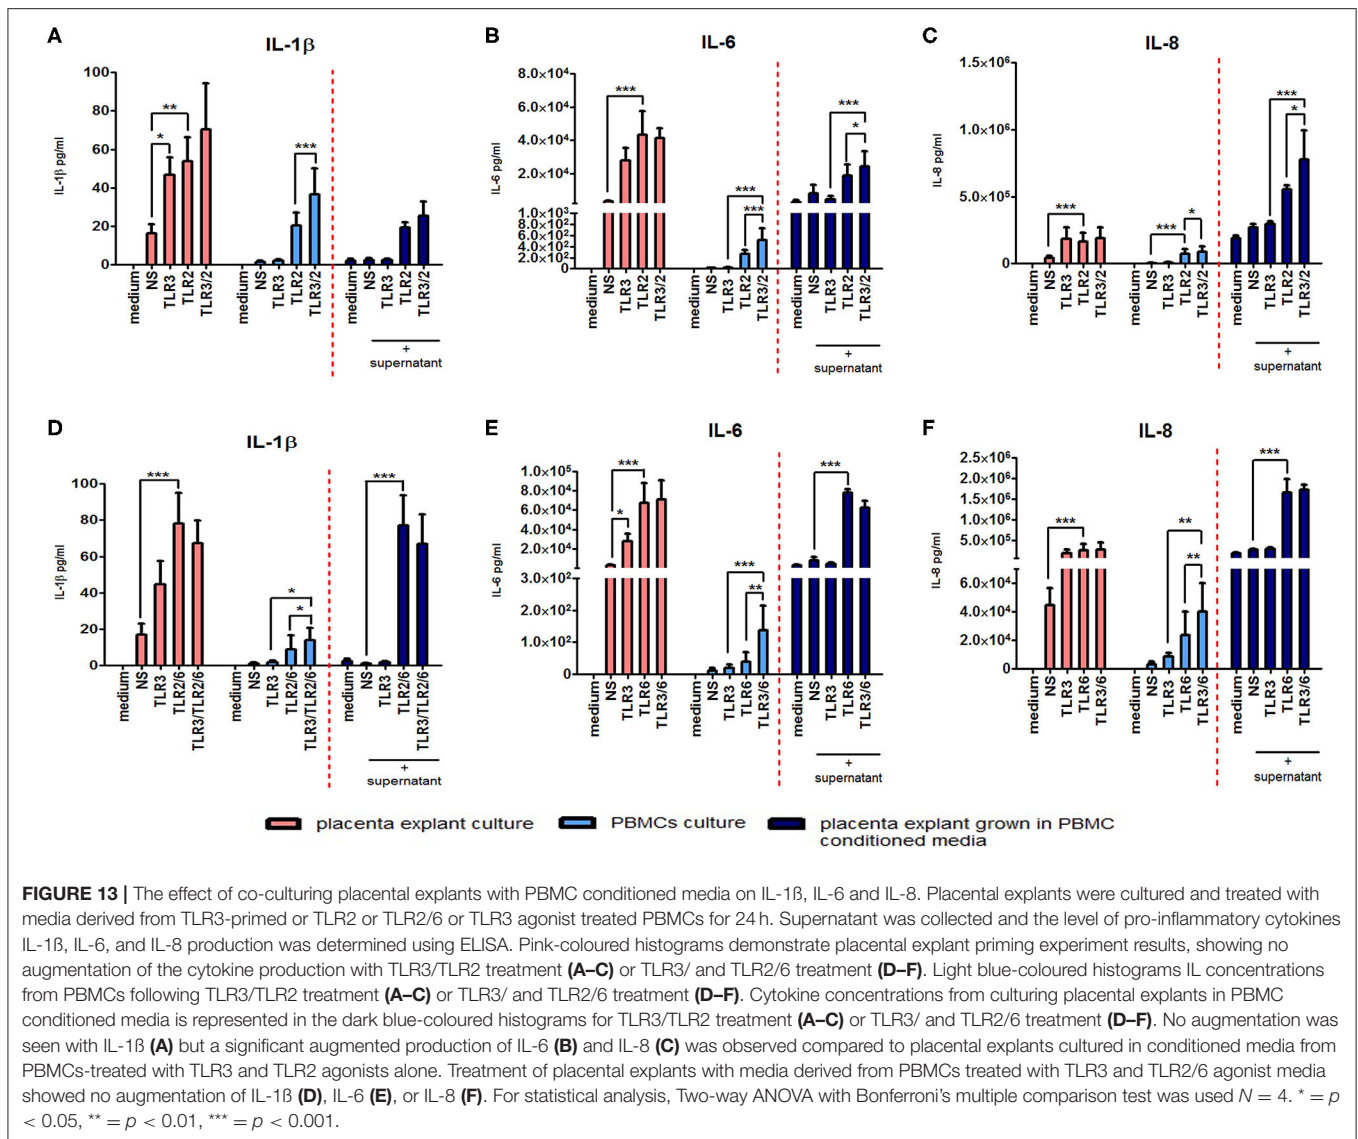 A
IL-1β
IL-1β pg/ml
100
80
60
40
20
0
* ** ***
medium NS TLR3 TLR2 TLR3/2
medium NS TLR3 TLR2 TLR3/2
medium NS TLR3 TLR2 TLR3/2
+
supernatant
B
IL-6
IL-6 pg/ml
8.0×10⁴
6.0×10⁴
4.0×10⁴
2.0×10⁴
1.0×10³
8.0×10²
6.0×10²
4.0×10²
2.0×10²
0
*** *** *** *** *
medium NS TLR3 TLR2 TLR3/2
medium NS TLR3 TLR2 TLR3/2
medium NS TLR3 TLR2 TLR3/2
+
supernatant
C
IL-8
IL-8 pg/ml
1.5×10⁶
1.0×10⁶
5.0×10⁵
0
*** *** * *** *
medium NS TLR3 TLR2 TLR3/2
medium NS TLR3 TLR2 TLR3/2
medium NS TLR3 TLR2 TLR3/2
+
supernatant
D
IL-1β
IL-1β pg/ml
100
80
60
40
20
0
*** * * ***
medium NS TLR3 TLR2/6 TLR3/TLR2/6
medium NS TLR3 TLR2/6 TLR3/TLR2/6
medium NS TLR3 TLR2/6 TLR3/TLR2/6
+
supernatant
E
IL-6
IL-6 pg/ml
1.0×10⁵
8.0×10⁴
6.0×10⁴
4.0×10⁴
2.0×10⁴
3.0×10²
2.0×10²
1.0×10²
0
* *** *** ** ***
medium NS TLR3 TLR6 TLR3/6
medium NS TLR3 TLR6 TLR3/6
medium NS TLR3 TLR6 TLR3/6
+
supernatant
F
IL-8
IL-8 pg/ml
2.5×10⁶
2.0×10⁶
1.5×10⁶
1.0×10⁶
5.0×10⁵
6.0×10⁴
4.0×10⁴
2.0×10⁴
0
*** ** ** ***
medium NS TLR3 TLR6 TLR3/6
medium NS TLR3 TLR6 TLR3/6
medium NS TLR3 TLR6 TLR3/6
+
supernatant
placenta explant culture
PBMCs culture
placenta explant grown in PBMC
conditioned media
FIGURE 13 | The effect of co-culturing placental explants with PBMC conditioned media on IL-1ß, IL-6 and IL-8. Placental explants were cultured and treated with
media derived from TLR3-primed or TLR2 or TLR2/6 or TLR3 agonist treated PBMCs for 24 h. Supernatant was collected and the level of pro-inflammatory cytokines
IL-1ß, IL-6, and IL-8 production was determined using ELISA. Pink-coloured histograms demonstrate placental explant priming experiment results, showing no
augmentation of the cytokine production with TLR3/TLR2 treatment (A–C) or TLR3/ and TLR2/6 treatment (D–F). Light blue-coloured histograms IL concentrations
from PBMCs following TLR3/TLR2 treatment (A–C) or TLR3/ and TLR2/6 treatment (D–F). Cytokine concentrations from culturing placental explants in PBMC
conditioned media is represented in the dark blue-coloured histograms for TLR3/TLR2 treatment (A–C) or TLR3/ and TLR2/6 treatment (D–F). No augmentation was
seen with IL-1ß (A) but a significant augmented production of IL-6 (B) and IL-8 (C) was observed compared to placental explants cultured in conditioned media from
PBMCs-treated with TLR3 and TLR2 agonists alone. Treatment of placental explants with media derived from PBMCs treated with TLR3 and TLR2/6 agonist media
showed no augmentation of IL-1ß (D), IL-6 (E), or IL-8 (F). For statistical analysis, Two-way ANOVA with Bonferroni's multiple comparison test was used N = 4. * = p
< 0.05, ** = p < 0.01, *** = p < 0.001.